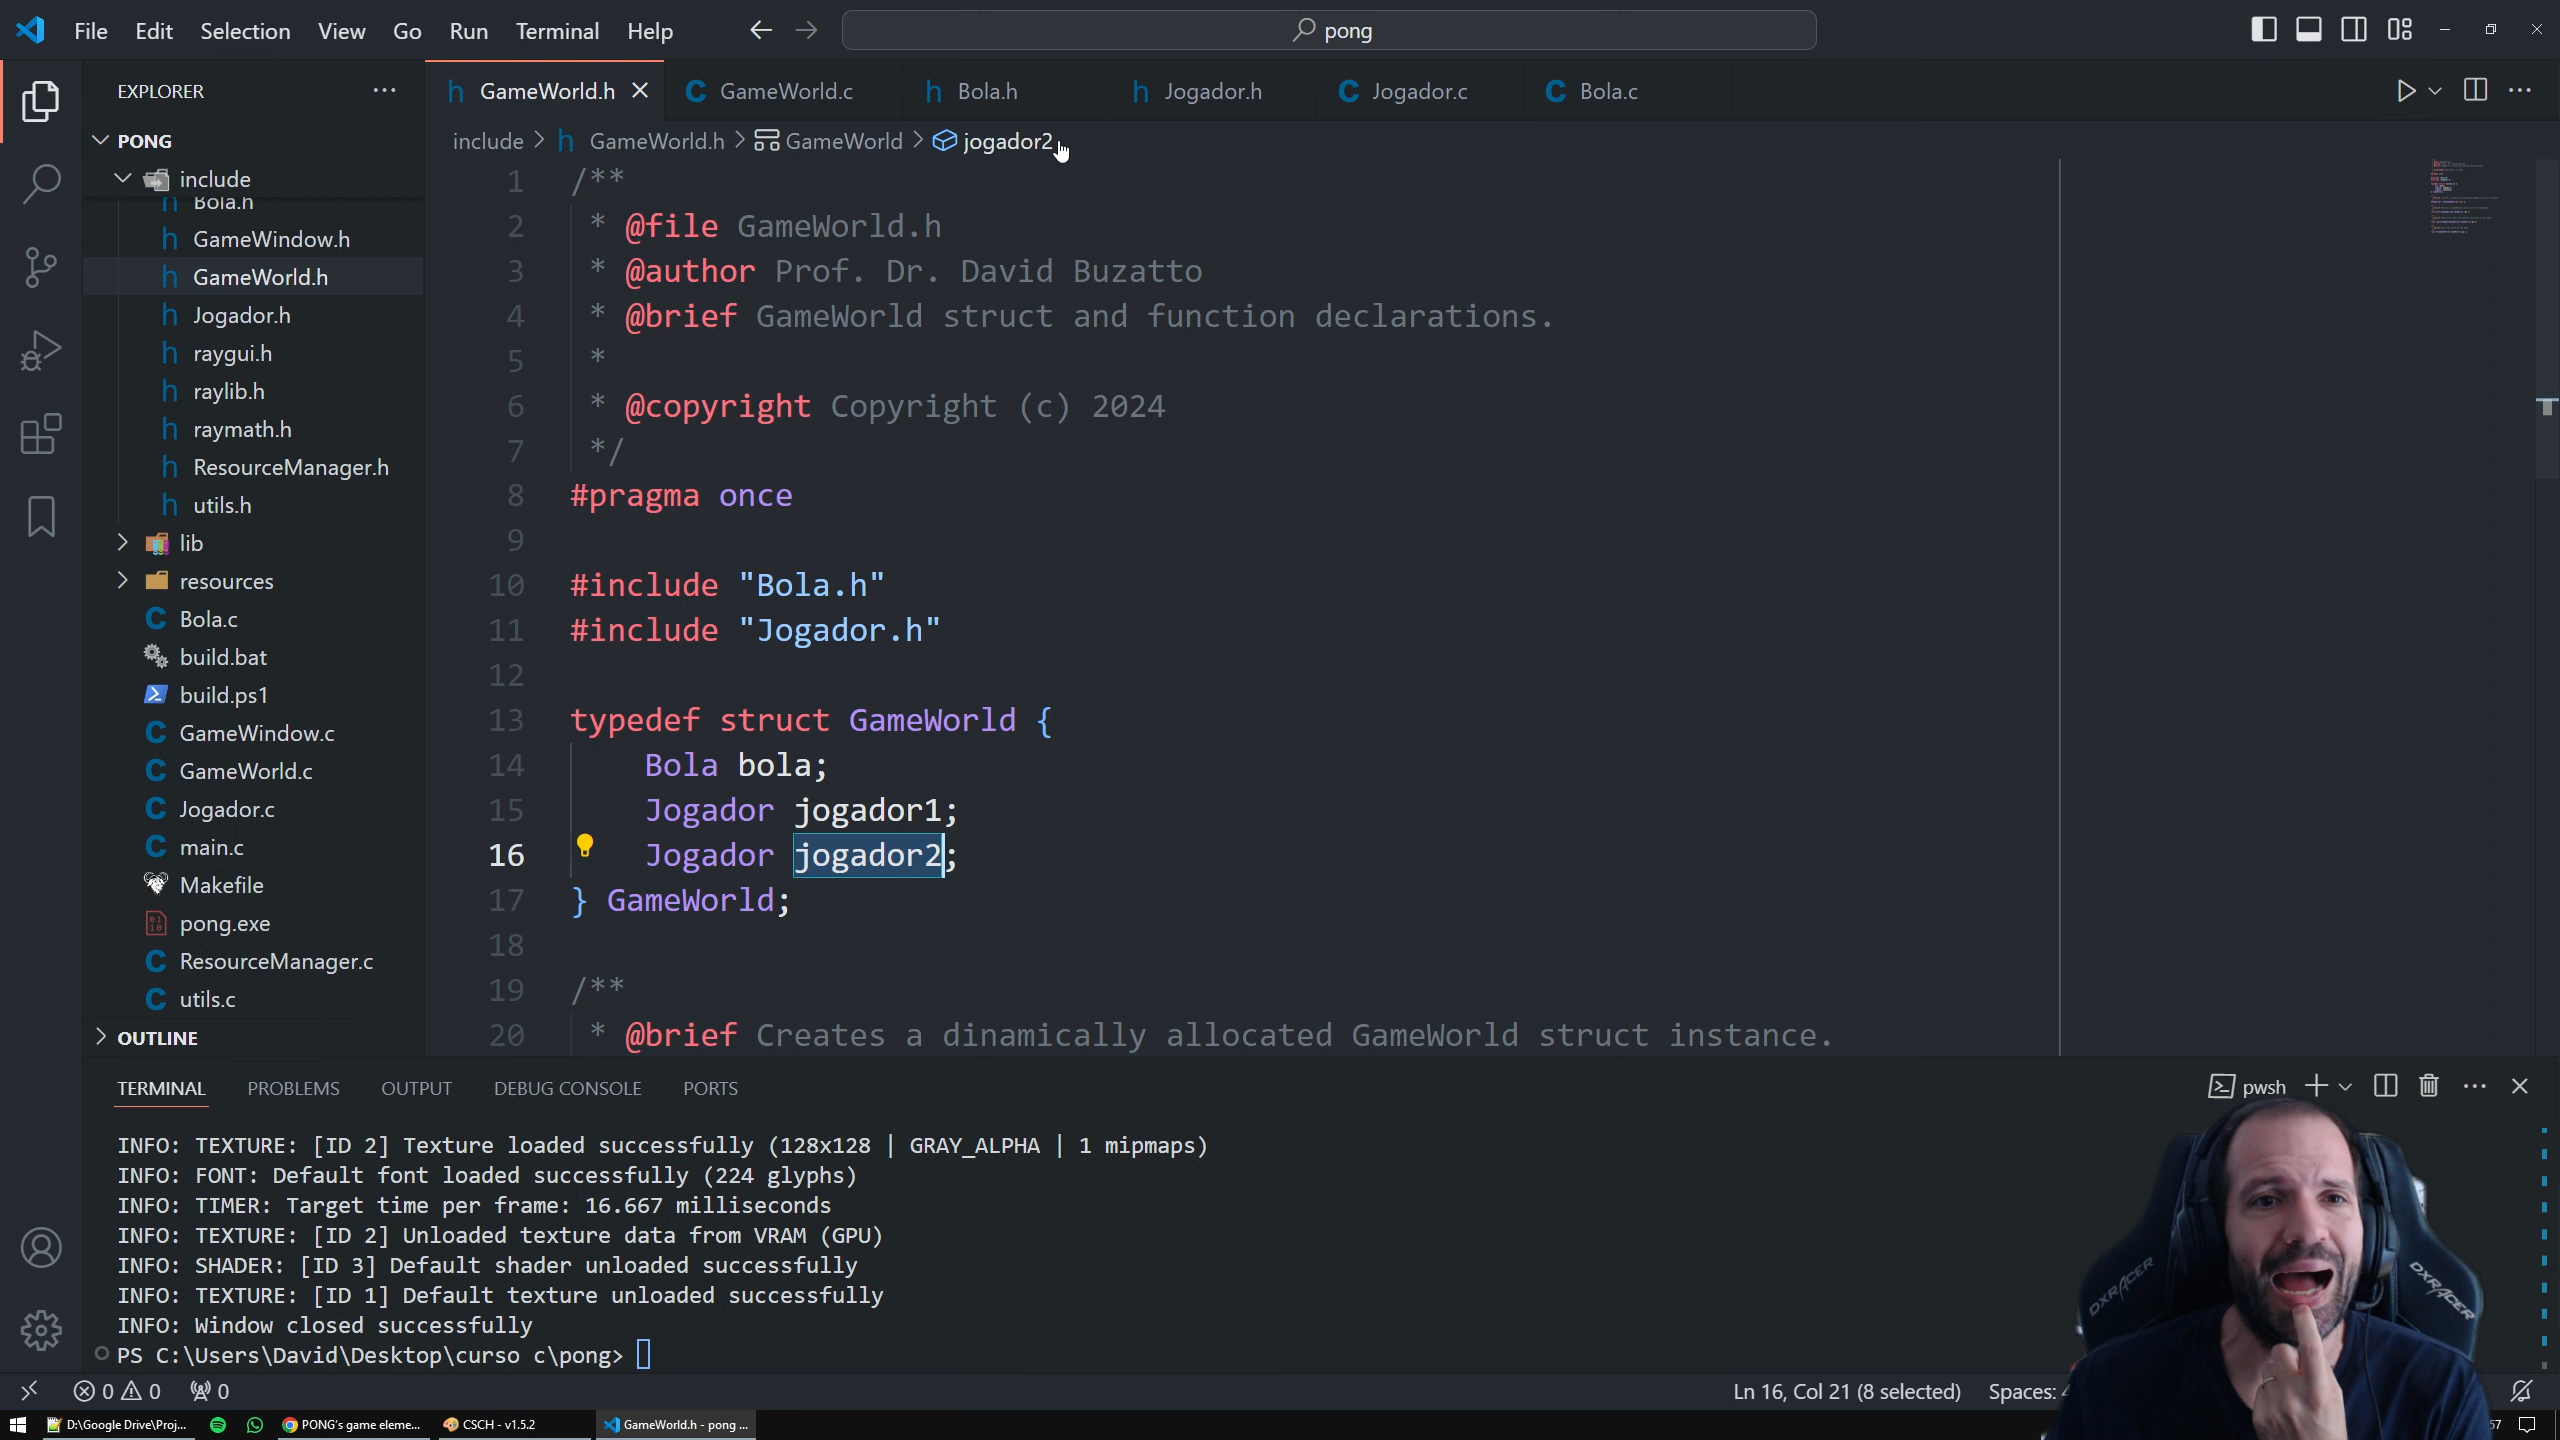 File Edit Selection View Go Run Terminal Help
pong
EXPLORER
PONG
include
Bola.h
GameWindow.h
GameWorld.h
Jogador.h
raygui.h
raylib.h
raymath.h
ResourceManager.h
utils.h
lib
resources
Bola.c
build.bat
build.ps1
GameWindow.c
GameWorld.c
Jogador.c
main.c
Makefile
pong.exe
ResourceManager.c
utils.c
OUTLINE
GameWorld.h GameWorld.c Bola.h Jogador.h Jogador.c Bola.c
include > GameWorld.h > GameWorld > jogador2
1 /**
2 * @file GameWorld.h
3 * @author Prof. Dr. David Buzatto
4 * @brief GameWorld struct and function declarations.
5 *
6 * @copyright Copyright (c) 2024
7 */
8 #pragma once
9
10 #include "Bola.h"
11 #include "Jogador.h"
12
13 typedef struct GameWorld {
14 Bola bola;
15 Jogador jogador1;
16 Jogador jogador2;
17 } GameWorld;
18
19 /**
20 * @brief Creates a dinamically allocated GameWorld struct instance.
TERMINAL PROBLEMS OUTPUT DEBUG CONSOLE PORTS
pwsh
INFO: TEXTURE: [ID 2] Texture loaded successfully (128x128 | GRAY_ALPHA | 1 mipmaps)
INFO: FONT: Default font loaded successfully (224 glyphs)
INFO: TIMER: Target time per frame: 16.667 milliseconds
INFO: TEXTURE: [ID 2] Unloaded texture data from VRAM (GPU)
INFO: SHADER: [ID 3] Default shader unloaded successfully
INFO: TEXTURE: [ID 1] Default texture unloaded successfully
INFO: Window closed successfully
PS C:\Users\David\Desktop\curso c\pong>
DXRACER
DXRACER
0 0 0
Ln 16, Col 21 (8 selected) Spaces: 4
D:\Google Drive\Proj... PONG's game eleme... CSCH - v1.5.2 GameWorld.h - pong ...
57